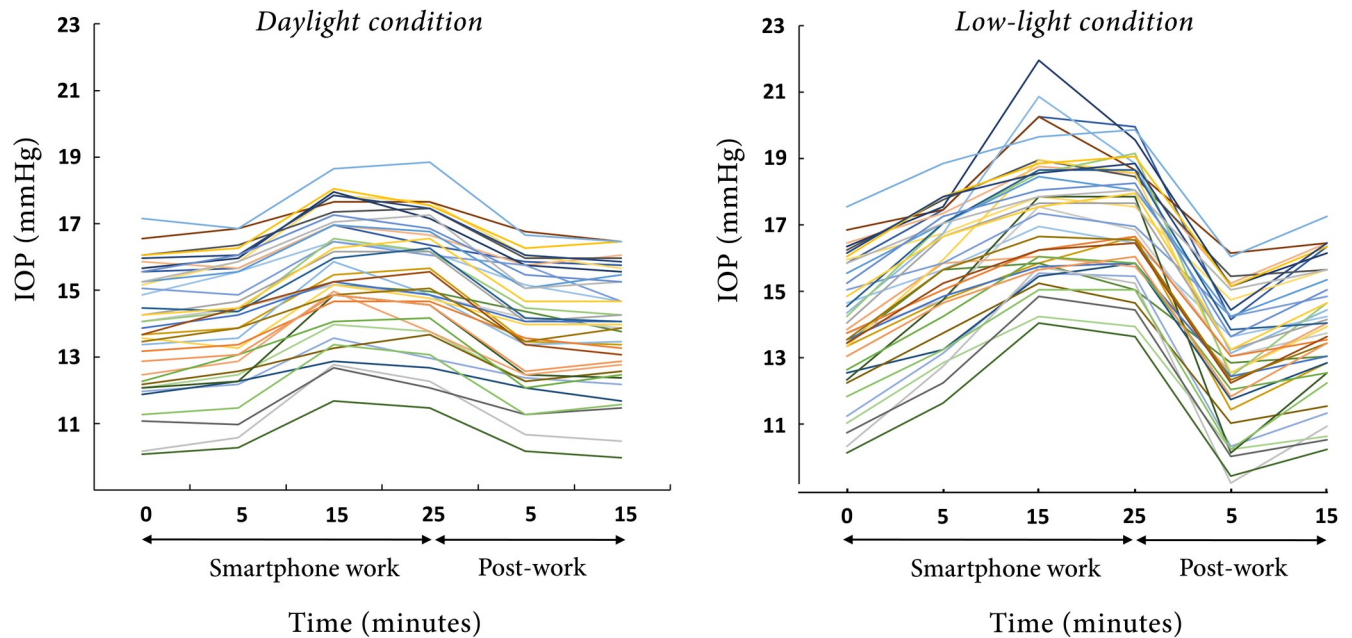 Daylight condition
23
21
19
17
15
13
11
IOP (mmHg)
0 5 15 25 5 15
Smartphone work Post-work
Time (minutes)
Low-light condition
23
21
19
17
15
13
11
IOP (mmHg)
0 5 15 25 5 15
Smartphone work Post-work
Time (minutes)